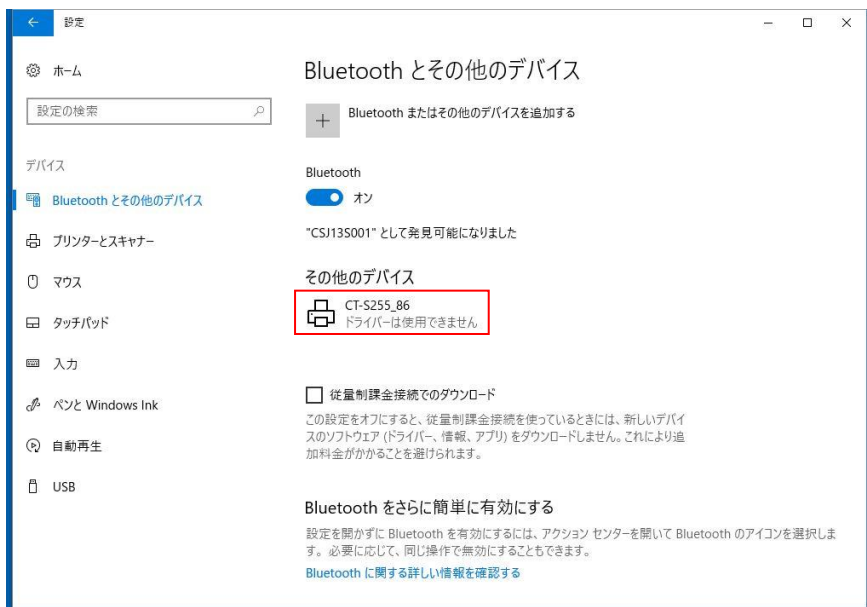 設定
ホーム
設定の検索
デバイス
Bluetooth とその他のデバイス
プリンターとスキャナー
マウス
タッチパッド
入力
ペンと Windows Ink
自動再生
USB
Bluetooth とその他のデバイス
Bluetooth またはその他のデバイスを追加する
Bluetooth
オン
"CSJ13S001" として発見可能になりました
その他のデバイス
CT-S255_86
ドライバーは使用できません
従量制課金接続でのダウンロード
この設定をオフにすると、従量制課金接続を使っているときには、新しいデバイ
スのソフトウェア (ドライバー、情報、アプリ) をダウンロードしません。これにより追
加料金がかかることを避けられます。
Bluetooth をさらに簡単に有効にする
設定を開かずに Bluetooth を有効にするには、アクション センターを開いて Bluetooth のアイコンを選択しま
す。必要に応じて、同じ操作で無効にすることもできます。
Bluetooth に関する詳しい情報を確認する